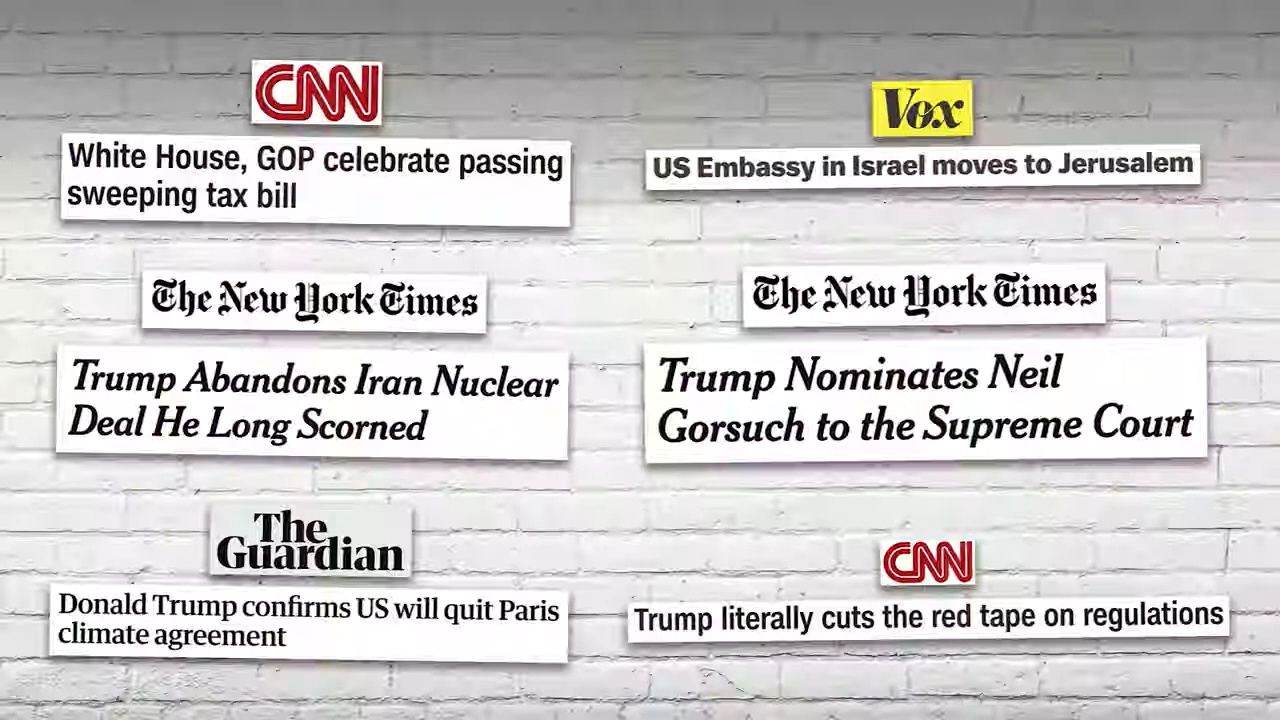 CNN
White House, GOP celebrate passing
sweeping tax bill
Vox
US Embassy in Israel moves to Jerusalem
The New York Times
Trump Abandons Iran Nuclear
Deal He Long Scorned
The New York Times
Trump Nominates Neil
Gorsuch to the Supreme Court
The Guardian
Donald Trump confirms US will quit Paris
climate agreement
CNN
Trump literally cuts the red tape on regulations